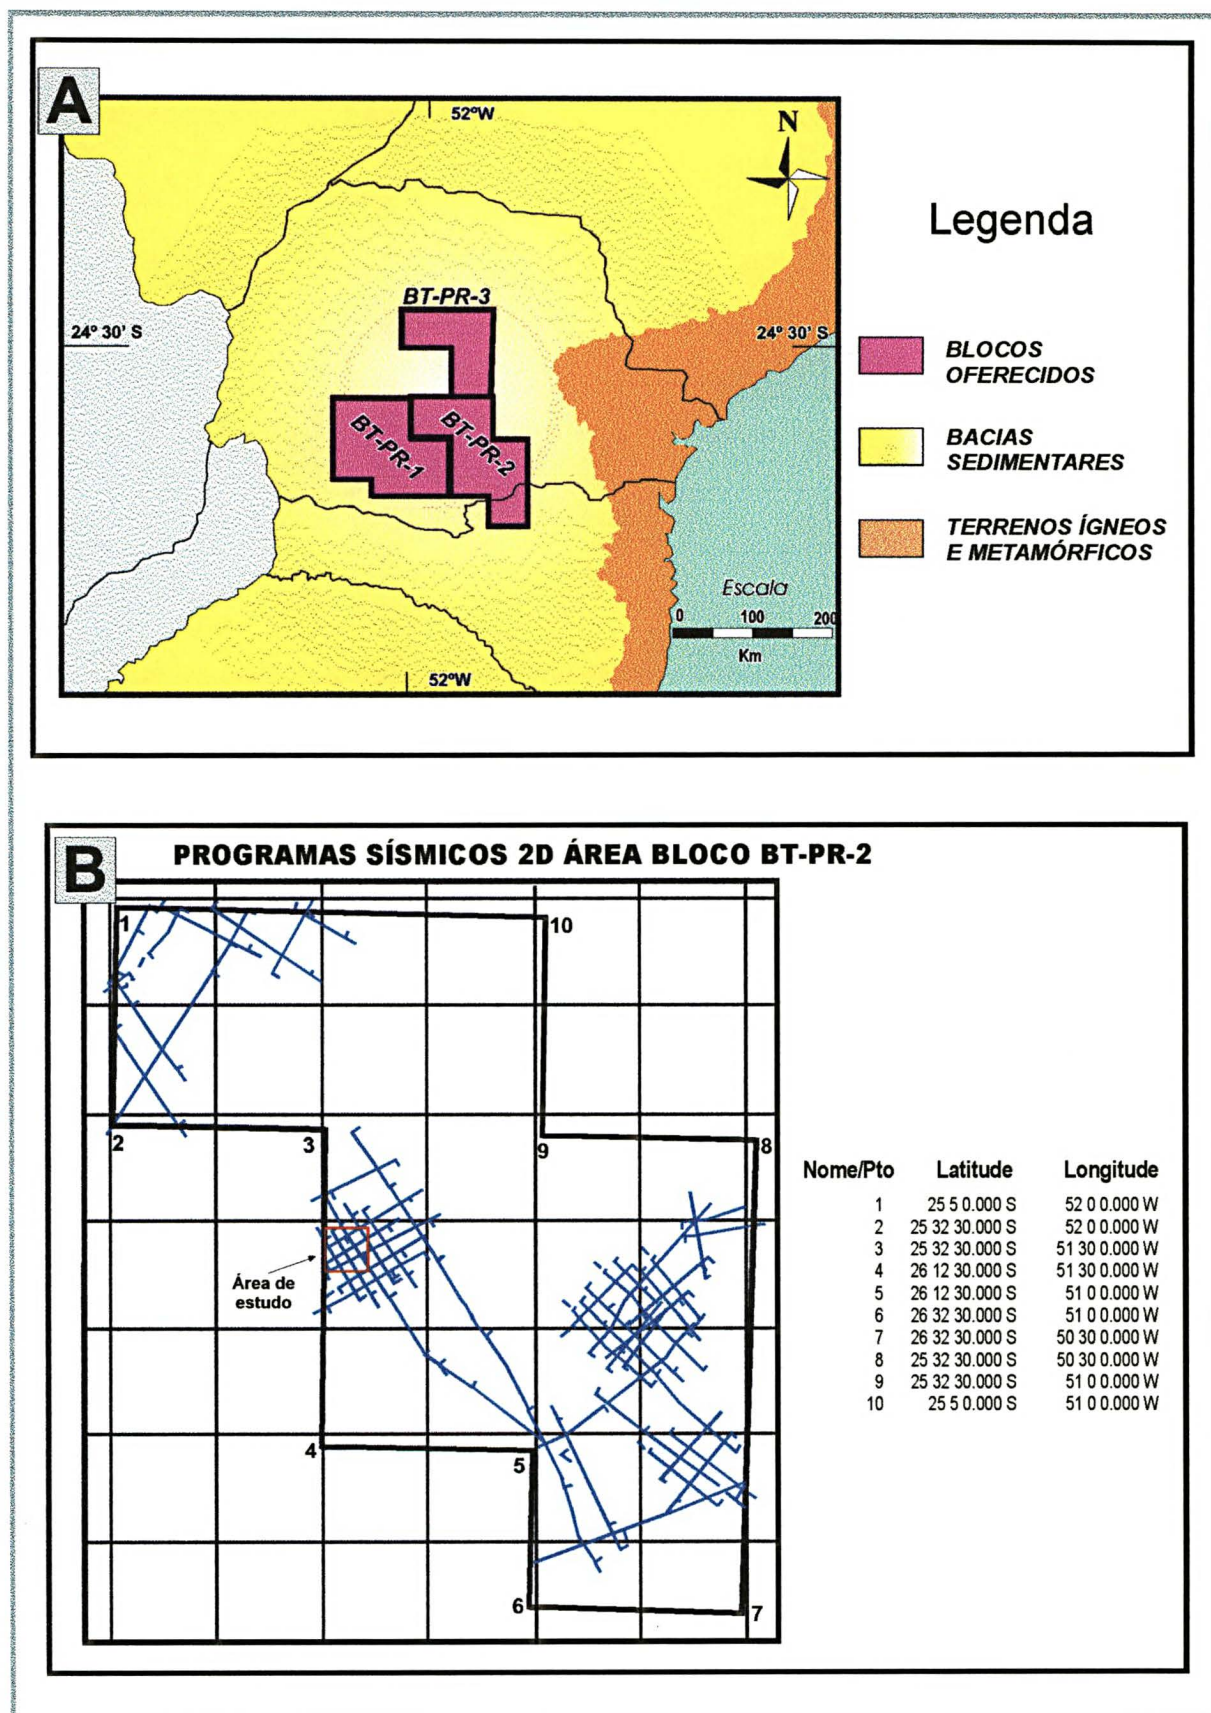 A
52ºW
N
BT-PR-3
24º 30' S
24º 30' S
BT-PR-1
BT-PR-2
Escala
0 100 200
Km
52ºW
Legenda
BLOCOS
OFERECIDOS
BACIAS
SEDIMENTARES
TERRENOS ÍGNEOS
E METAMÓRFICOS
B
PROGRAMAS SÍSMICOS 2D ÁREA BLOCO BT-PR-2
1
10
2
3
9
8
Área de
estudo
4
5
6
7
Nome/Pto Latitude Longitude
1 25 5 0.000 S 52 0 0.000 W
2 25 32 30.000 S 52 0 0.000 W
3 25 32 30.000 S 51 30 0.000 W
4 26 12 30.000 S 51 30 0.000 W
5 26 12 30.000 S 51 0 0.000 W
6 26 32 30.000 S 51 0 0.000 W
7 26 32 30.000 S 50 30 0.000 W
8 25 32 30.000 S 50 30 0.000 W
9 25 32 30.000 S 51 0 0.000 W
10 25 5 0.000 S 51 0 0.000 W